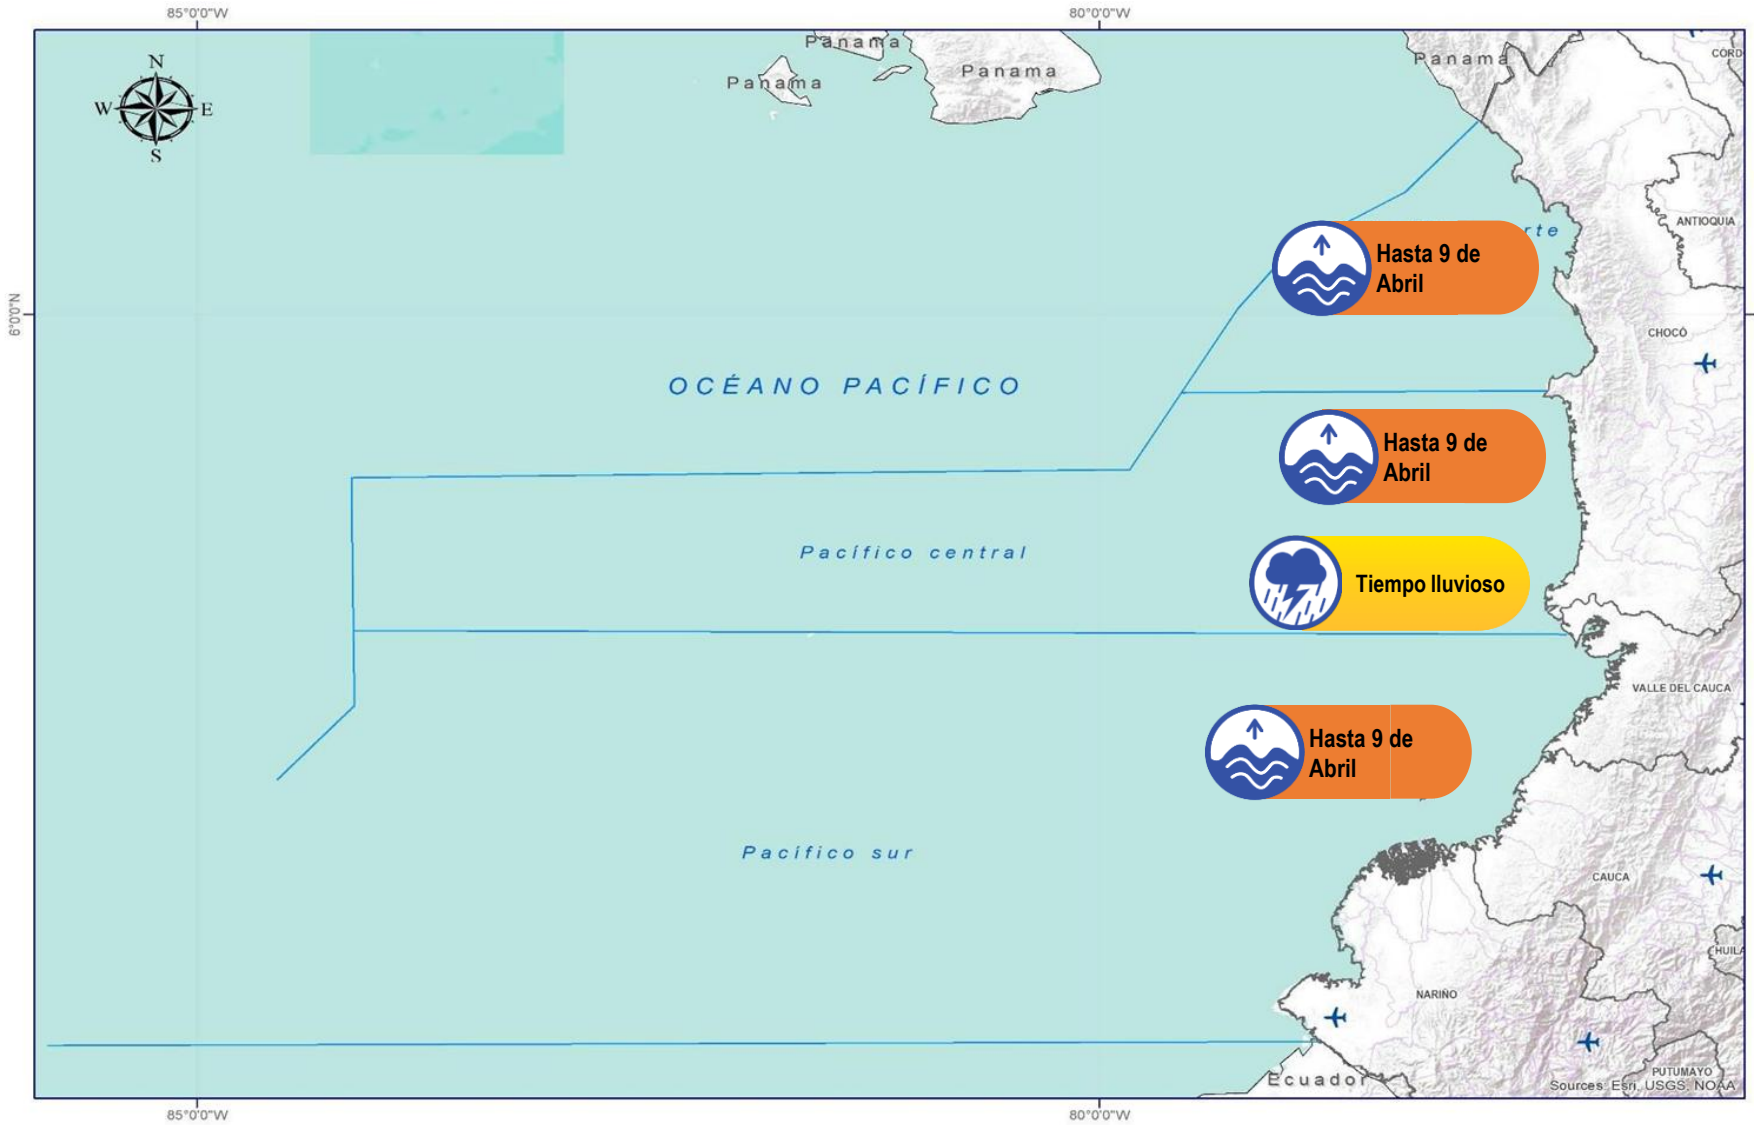 85°0'0"W
80°0'0"W
N
W
E
S
Panama
Panama
Panama
Panama
CORD
ANTIOQUIA
rte
Hasta 9 de
Abril
6°0'0"N
CHOCÓ
OCÉANO PACÍFICO
Hasta 9 de
Abril
Pacífico central
Tiempo lluvioso
VALLE DEL CAUCA
Hasta 9 de
Abril
Pacífico sur
CAUCA
HUILA
NARIÑO
Ecuador
PUTUMAYO
Sources: Esri, USGS, NOAA
85°0'0"W
80°0'0"W